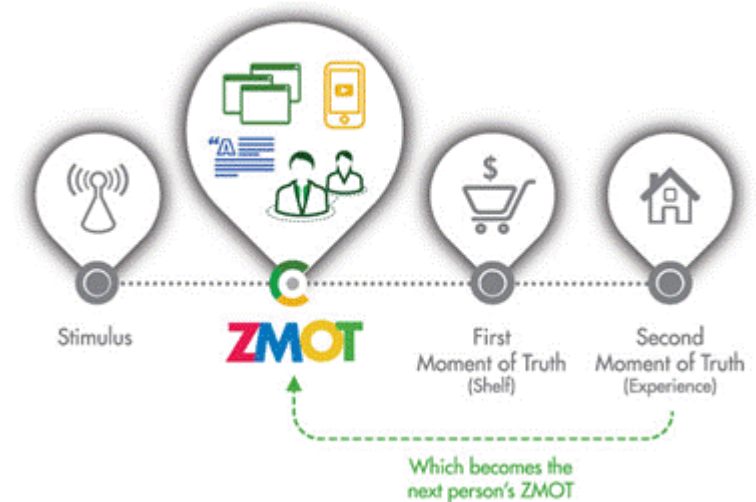 “A
$
Stimulus
ZMOT
First
Moment of Truth
(Shelf)
Second
Moment of Truth
(Experience)
Which becomes the
next person's ZMOT